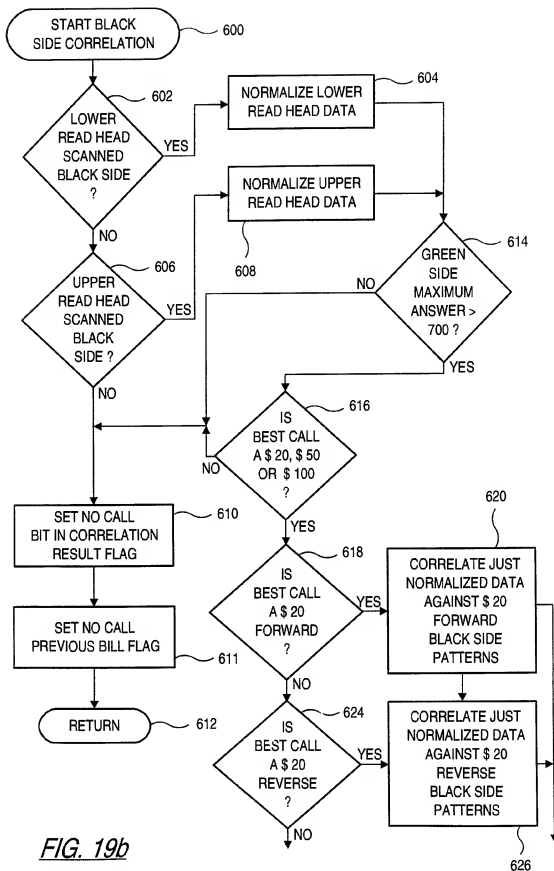 START BLACK
SIDE CORRELATION
600
602
LOWER
READ HEAD
SCANNED
BLACK SIDE
?
YES
NO
604
NORMALIZE LOWER
READ HEAD DATA
606
UPPER
READ HEAD
SCANNED
BLACK
SIDE ?
YES
NO
NORMALIZE UPPER
READ HEAD DATA
608
614
GREEN
SIDE
MAXIMUM
ANSWER >
700 ?
NO
YES
616
IS
BEST CALL
A $ 20, $ 50
OR $ 100
?
NO
YES
SET NO CALL
BIT IN CORRELATION
RESULT FLAG
610
SET NO CALL
PREVIOUS BILL FLAG
611
RETURN
612
618
IS
BEST CALL
A $ 20
FORWARD
?
YES
NO
620
CORRELATE JUST
NORMALIZED DATA
AGAINST $ 20
FORWARD
BLACK SIDE
PATTERNS
624
IS
BEST CALL
A $ 20
REVERSE
?
YES
NO
CORRELATE JUST
NORMALIZED DATA
AGAINST $ 20
REVERSE
BLACK SIDE
PATTERNS
626
FIG. 19b